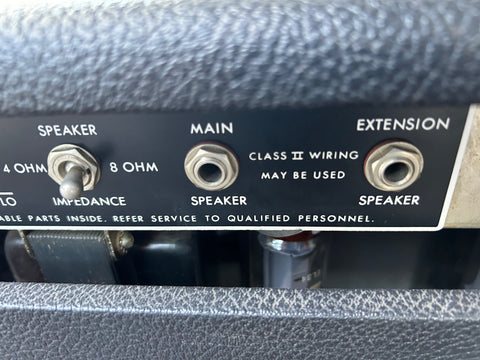 SPEAKER
4 OHM 8 OHM
IMPEDANCE
MAIN
SPEAKER
CLASS II WIRING
MAY BE USED
EXTENSION
SPEAKER
LO
ABLE PARTS INSIDE. REFER SERVICE TO QUALIFIED PERSONNEL.